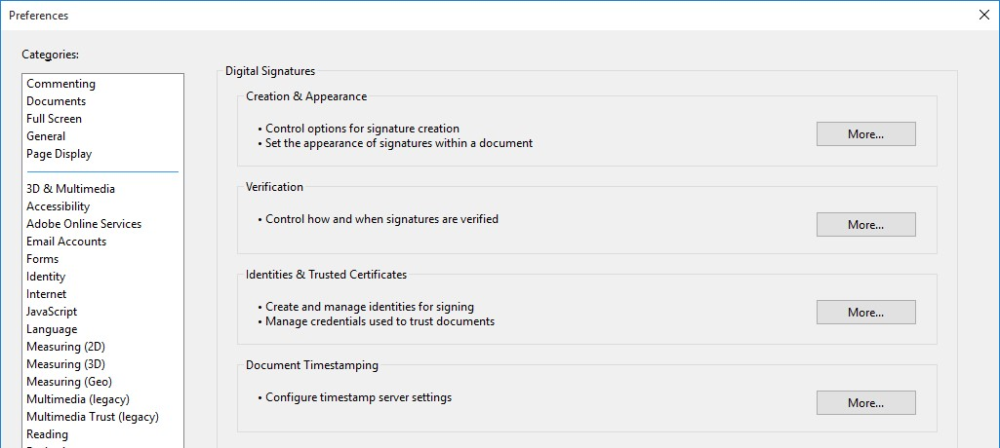 Preferences
Categories:
Commenting
Documents
Full Screen
General
Page Display
3D & Multimedia
Accessibility
Adobe Online Services
Email Accounts
Forms
Identity
Internet
JavaScript
Language
Measuring (2D)
Measuring (3D)
Measuring (Geo)
Multimedia (legacy)
Multimedia Trust (legacy)
Reading
Digital Signatures
Creation & Appearance
• Control options for signature creation
• Set the appearance of signatures within a document
More...
Verification
• Control how and when signatures are verified
More...
Identities & Trusted Certificates
• Create and manage identities for signing
• Manage credentials used to trust documents
More...
Document Timestamping
• Configure timestamp server settings
More...